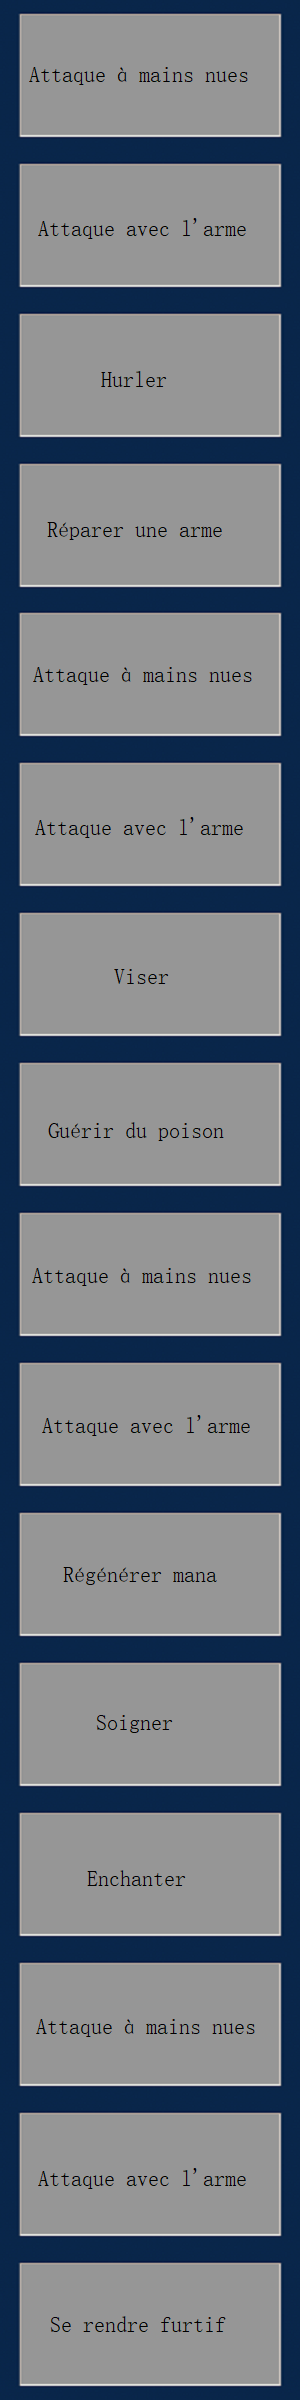 Attaque à mains nues
Attaque avec l'arme
Hurler
Réparer une arme
Attaque à mains nues
Attaque avec l'arme
Viser
Guérir du poison
Attaque à mains nues
Attaque avec l'arme
Régénérer mana
Soigner
Enchanter
Attaque à mains nues
Attaque avec l'arme
Se rendre furtif